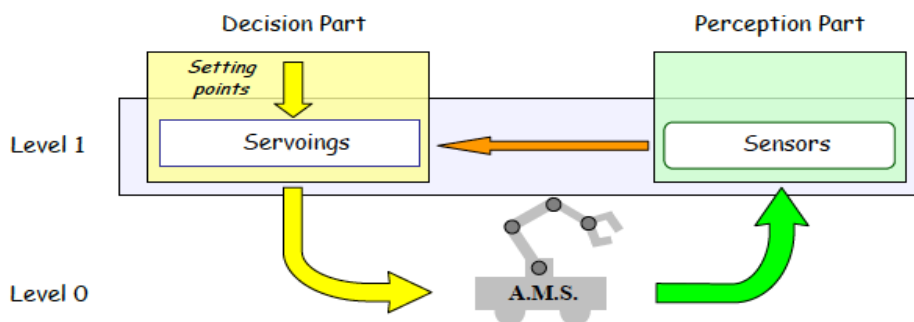 Decision Part
Perception Part
Setting
points
Level 1
Servoings
Sensors
Level 0
A.M.S.